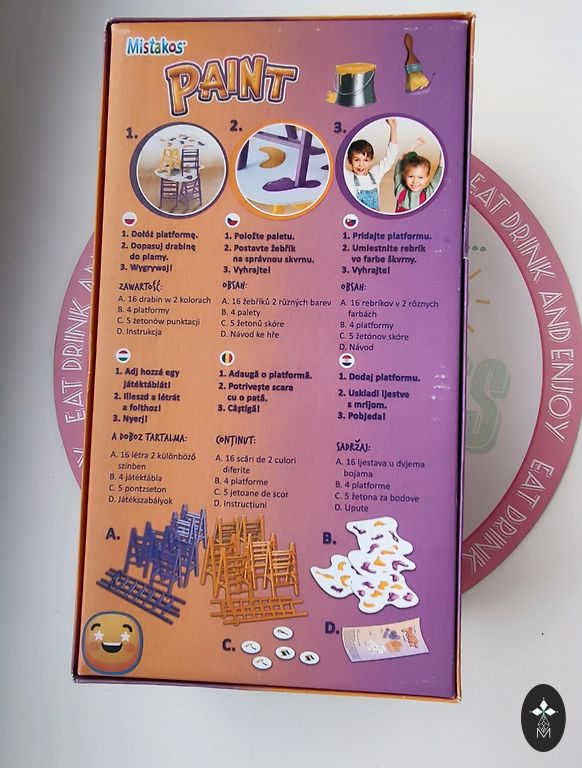 Mistakos
PAINT
1.
2.
3.
1. Dołóż platformę.
2. Dopasuj drabinę
do plamy.
3. Wygrywaj!
ZAWARTOŚĆ:
A. 16 drabin w 2 kolorach
B. 4 platformy
C. 5 żetonów punktacji
D. Instrukcja
1. Položte paletu.
2. Postavte žebřík
na správnou skvrnu.
3. Vyhrajte!
OBSAH:
A. 16 žebříků 2 různých barev
B. 4 palety
C. 5 žetonů skóre
D. Návod ke hře
1. Pridajte platformu.
2. Umiestnite rebrík
vo farbe škvrny.
3. Vyhrajte!
OBSAH:
A. 16 rebríkov v 2 rôznych
farbách
B. 4 platformy
C. 5 žetónov skóre
D. Návod
1. Adj hozzá egy
játéktáblát!
2. Illeszd a létrát
a folthoz!
3. Nyerj!
A DOBOZ TARTALMA:
A. 16 létra 2 különböző
színben
B. 4 játéktábla
C. 5 pontzseton
D. Játékszabályok
1. Adaugă o platformă.
2. Potrivește scara
cu o pată.
3. Câștigă!
CONȚINUT:
A. 16 scări de 2 culori
diferite
B. 4 platforme
C. 5 jetoane de scor
D. Instrucțiuni
1. Dodaj platformu.
2. Uskladi ljestve
s mrljom.
3. Pobjeda!
SADRŽAJ:
A. 16 ljestava u dvjema
bojama
B. 4 platforme
C. 5 žetona za bodove
D. Upute
A.
B.
C.
D.
EAT DRINK AND ENJOY EAT DRINK
EAT DRINK AN
M